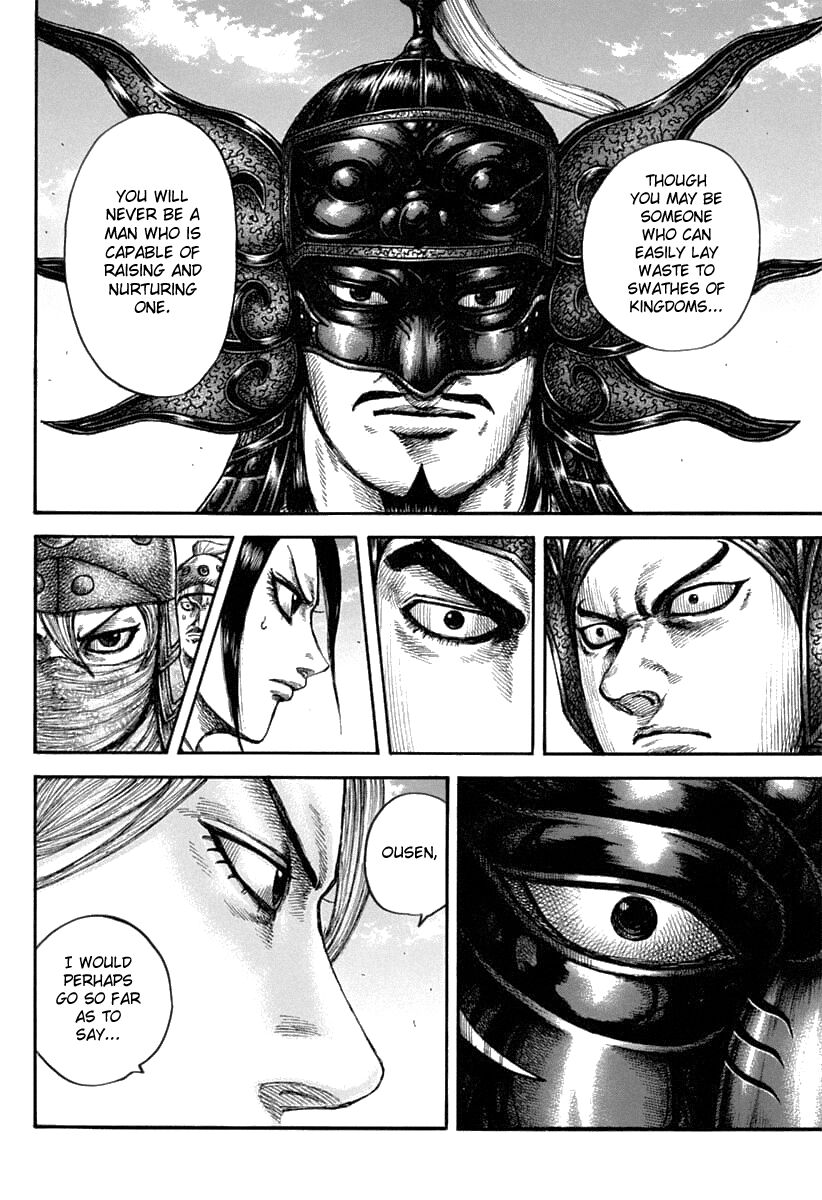 THOUGH
YOU MAY BE
SOMEONE
WHO CAN
EASILY LAY
WASTE TO
SWATHES OF
KINGDOMS...
YOU WILL
NEVER BE A
MAN WHO IS
CAPABLE OF
RAISING AND
NURTURING
ONE.
OUSEN,
I WOULD
PERHAPS
GO SO FAR
AS TO
SAY...